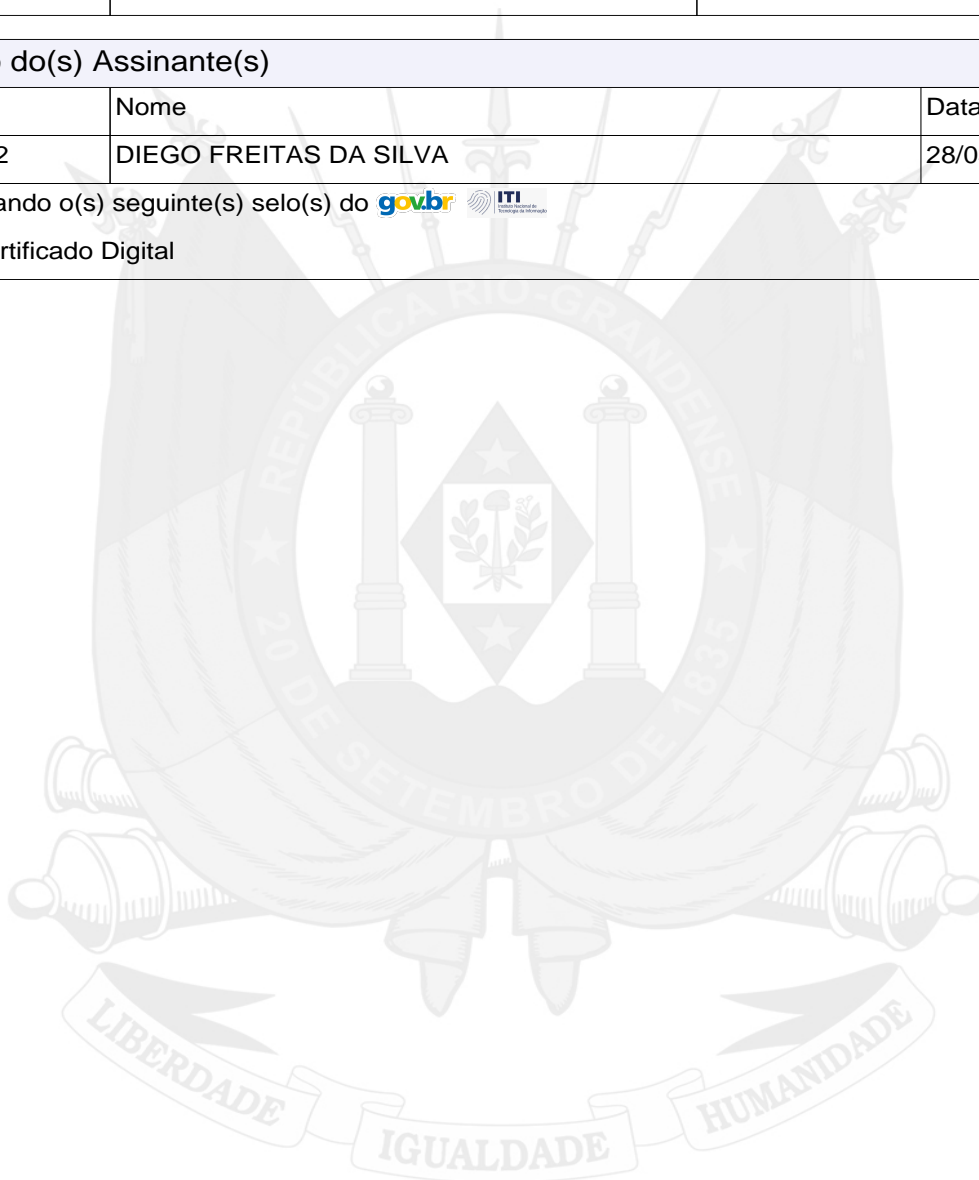 do(s) Assinante(s)
Nome Data
2 DIEGO FREITAS DA SILVA 28/0
ando o(s) seguinte(s) selo(s) do gov.br ITI
rtificado Digital
REPÚBLICA RIO-GRANDENSE
20 DE SETEMBRO DE 1835
LIBERDADE IGUALDADE HUMANIDADE